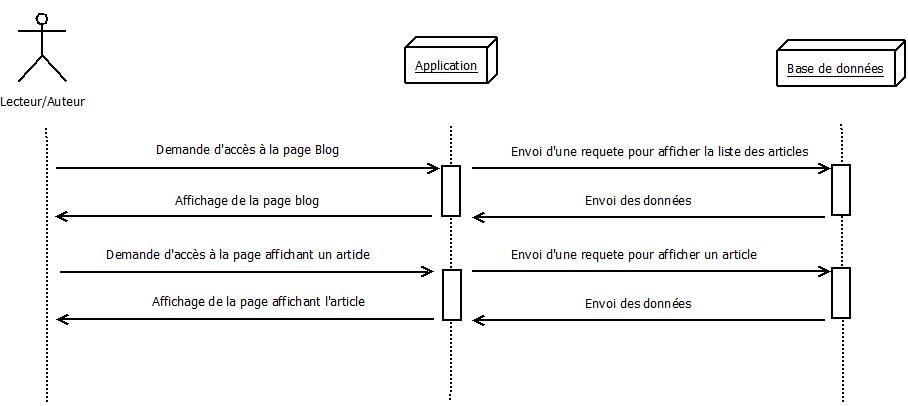 Application
Base de données
Lecteur/Auteur
Demande d'accès à la page Blog
Envoi d'une requete pour afficher la liste des articles
Affichage de la page blog
Envoi des données
Demande d'accès à la page affichant un article
Envoi d'une requete pour afficher un article
Affichage de la page affichant l'article
Envoi des données